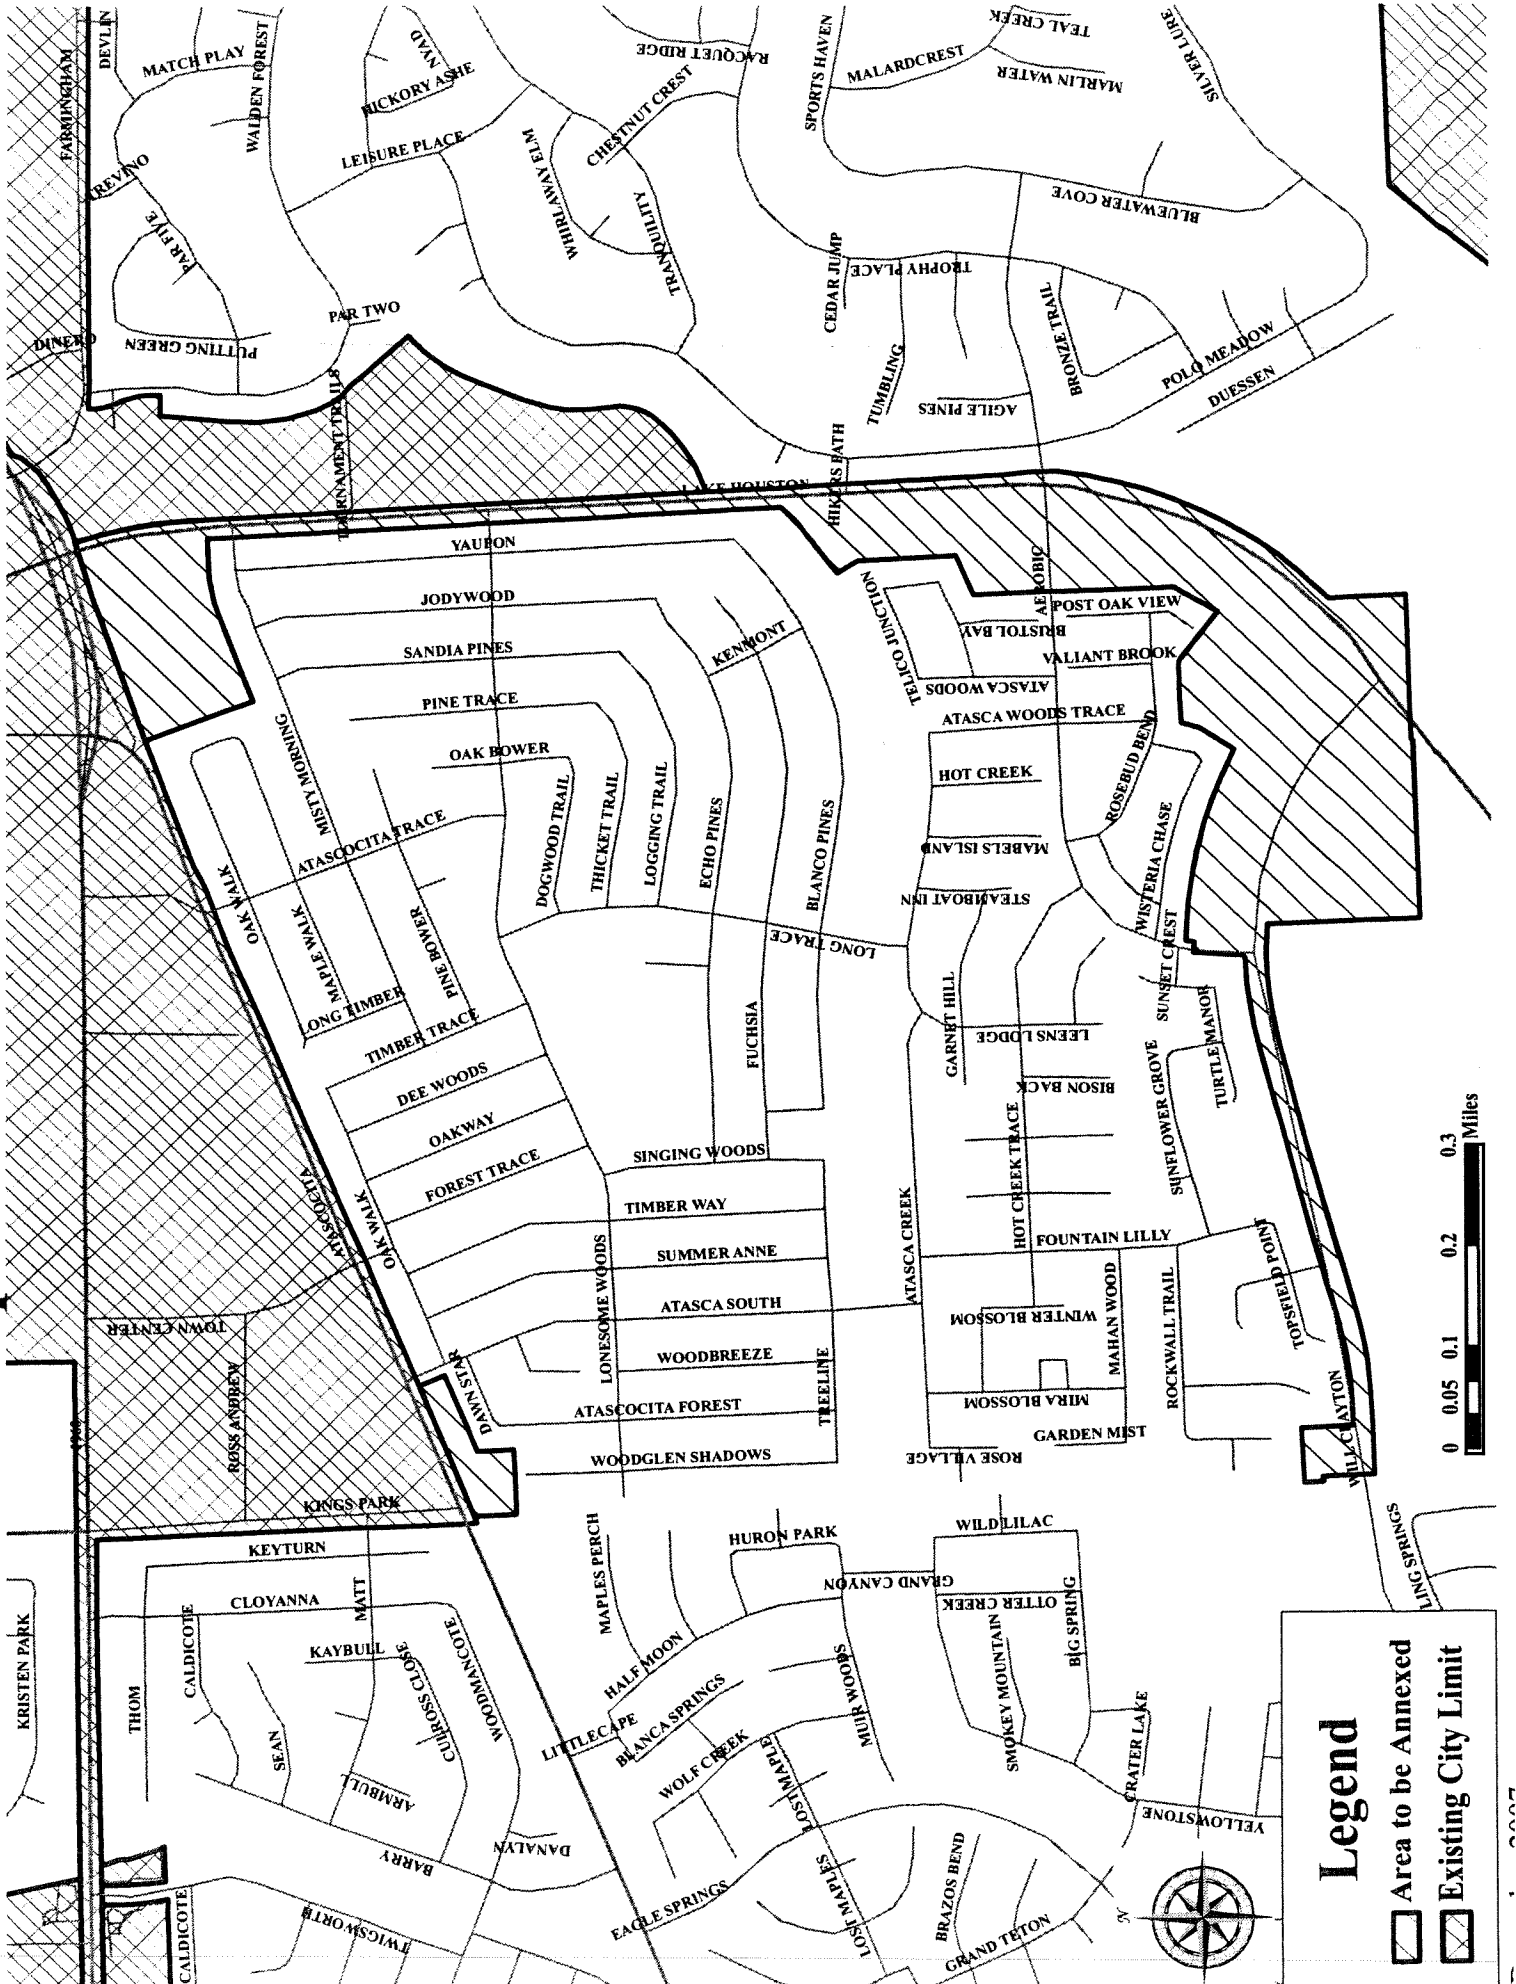 FARMINGHAM
DEVLIN
MATCH PLAY
WALDEN FOREST
NYAD
HICKORY ASHE
LEISURE PLACE
RACQUET RIDGE
CHESTNUT CREST
WHIRLAWAY ELM
TRANQUILITY
SPORTS HAVEN
MALARDCREST
TEAL CREEK
MARLIN WATER
SILVER LURE
BLUEWATER COVE
TREVINO
PAR FIVE
PAR TWO
DINERO
PUTTING GREEN
TOURNAMENT TRAILS
CEDAR JUMP
TROPHY PLACE
TUMBLING
AGILE PINES
BRONZE TRAIL
POLO MEADOW
DUESSEN
HIKERS PATH
LAKE HOUSTON
YAUPON
JODYWOOD
SANDIA PINES
PINE TRACE
OAK BOWER
KENMONT
MISTY MORNING
ATASCOCITA TRACE
DOGWOOD TRAIL
THICKET TRAIL
LOGGING TRAIL
ECHO PINES
BLANCO PINES
TELICO JUNCTION
BRISTOL BAY
AEROBIC
POST OAK VIEW
VALIANT BROOK
ATASCA WOODS
ATASCA WOODS TRACE
HOT CREEK
ROSEBUD BEND
MABELS ISLAND
WISTERIA CHASE
STEAMBOAT INN
SUNSET CREST
OAK WALK
MAPLE WALK
LONG TIMBER
PINE BOWER
TIMBER TRACE
LONG TRACE
DEE WOODS
OAKWAY
FOREST TRACE
FUCHSIA
GARNET HILL
LEENS LODGE
BISON BACK
TURTLE MANOR
SUNFLOWER GROVE
SINGING WOODS
TIMBER WAY
SUMMER ANNE
ATASCA SOUTH
LONESOME WOODS
WOODBREEZE
ATASCOCITA FOREST
TREELINE
WOODGLEN SHADOWS
ATASCA CREEK
HOT CREEK TRACE
FOUNTAIN LILLY
WINTER BLOSSOM
MAHAN WOOD
ROCKWALL TRAIL
TOPSFIELD POINT
MIRA BLOSSOM
GARDEN MIST
ROSE VILLAGE
WILL CLAYTON
ATASCOCITA
OAK WALK
DAWN STAR
TOWN CENTER
ROSS ANDREW
KINGS PARK
KEYTURN
CLOYANNA
MATT
KAYBULL
CULROSS CLOSE
WOODMANCOTE
CALDICOTE
THOM
SEAN
ARMBULL
KRISTEN PARK
BARRY
DANALYN
TWIGSWORTH
CALDICOTE
MAPLES PERCH
HURON PARK
WILD LILAC
GRAND CANYON
OTTER CREEK
BIG SPRING
SMOKEY MOUNTAIN
HALF MOON
LITTLECAPE
BLANCA SPRINGS
WOLF CREEK
MUIR WOODS
LOST MAPLE
LOST MAPLES
EAGLE SPRINGS
CRATER LAKE
YELLOWSTONE
BRAZOS BEND
GRAND TETON
LING SPRINGS
N
0 0.05 0.1 0.2 0.3
Miles
Legend
Area to be Annexed
Existing City Limit